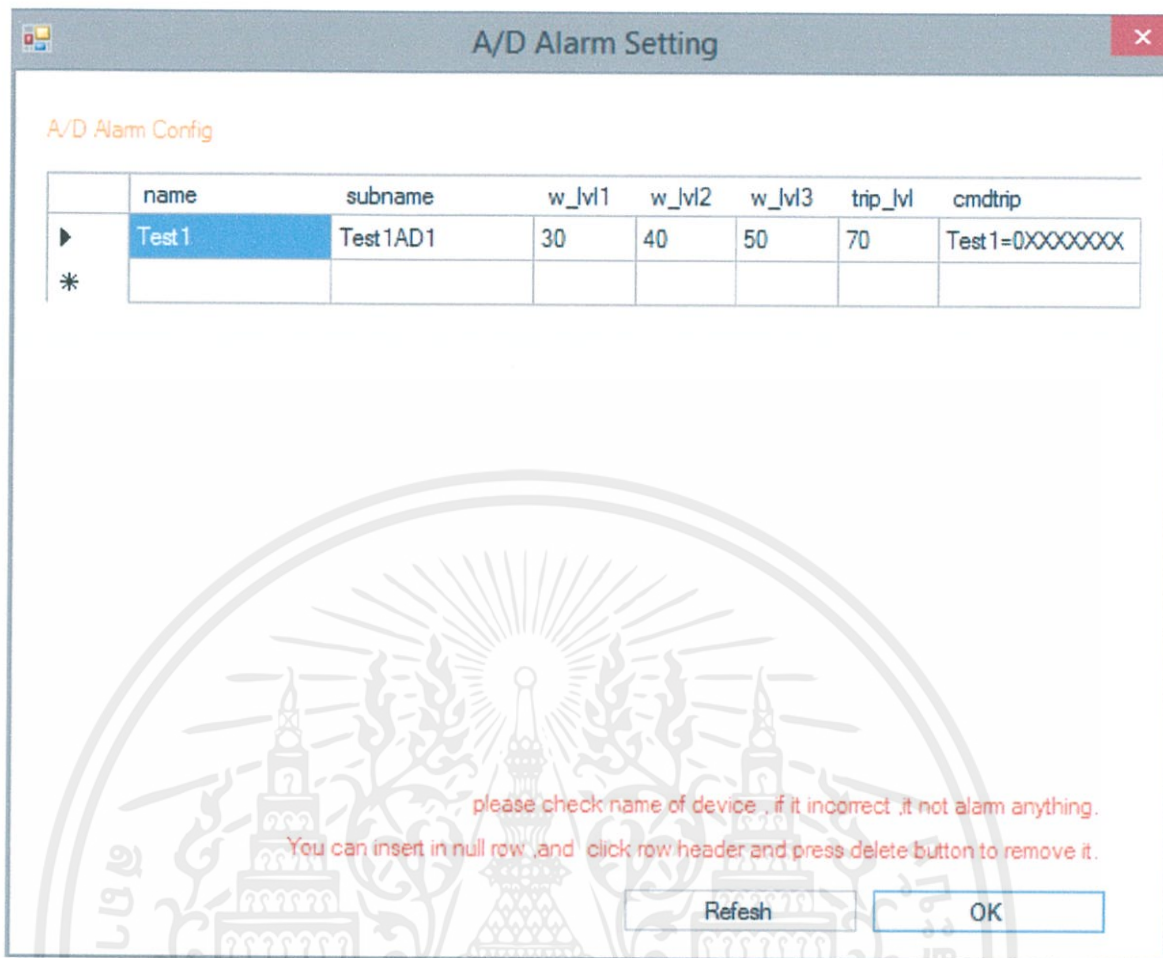 A/D Alarm Setting
A/D Alarm Config
name subname w_lvl1 w_lvl2 w_lvl3 trip_lvl cmdtrip
Test1 Test1AD1 30 40 50 70 Test1=0XXXXXXX
please check name of device , if it incorrect ,it not alarm anything.
You can insert in null row ,and click row header and press delete button to remove it.
Refesh OK